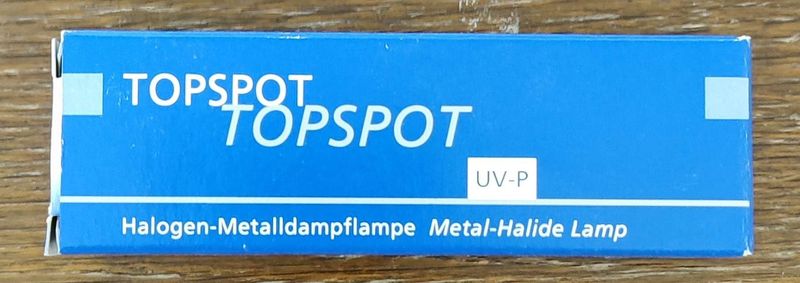 TOPSPOT
TOPSPOT
UV-P
Halogen-Metalldampflampe Metal-Halide Lamp